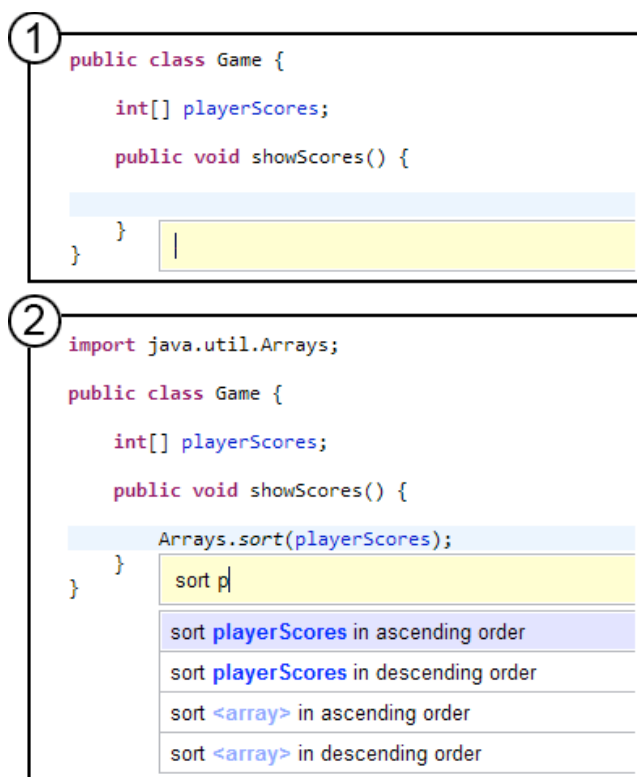 1
public class Game {
int[] playerScores;
public void showScores() {
}
}
2
import java.util.Arrays;
public class Game {
int[] playerScores;
public void showScores() {
Arrays.sort(playerScores);
}
}
sort p
sort playerScores in ascending order
sort playerScores in descending order
sort <array> in ascending order
sort <array> in descending order